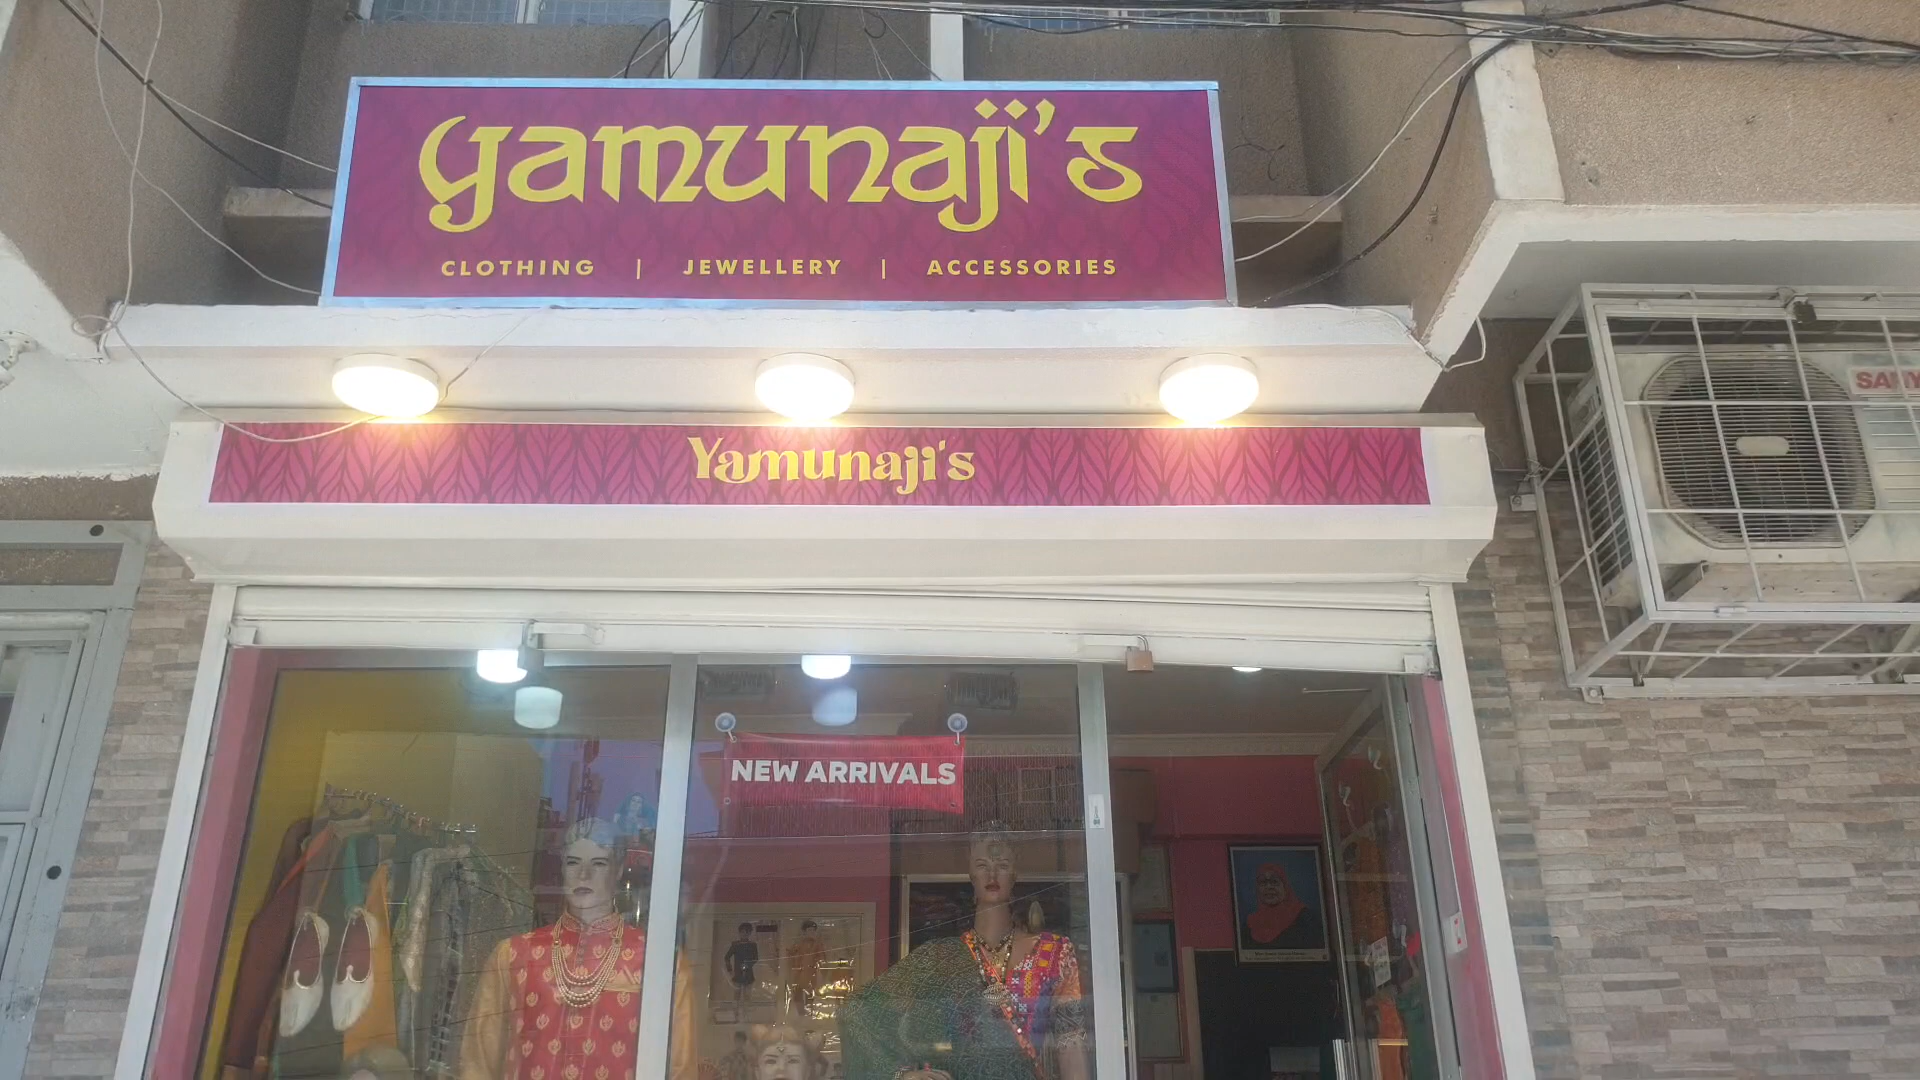 yamunaji's
CLOTHING | JEWELLERY | ACCESSORIES
Yamunaji's
NEW ARRIVALS